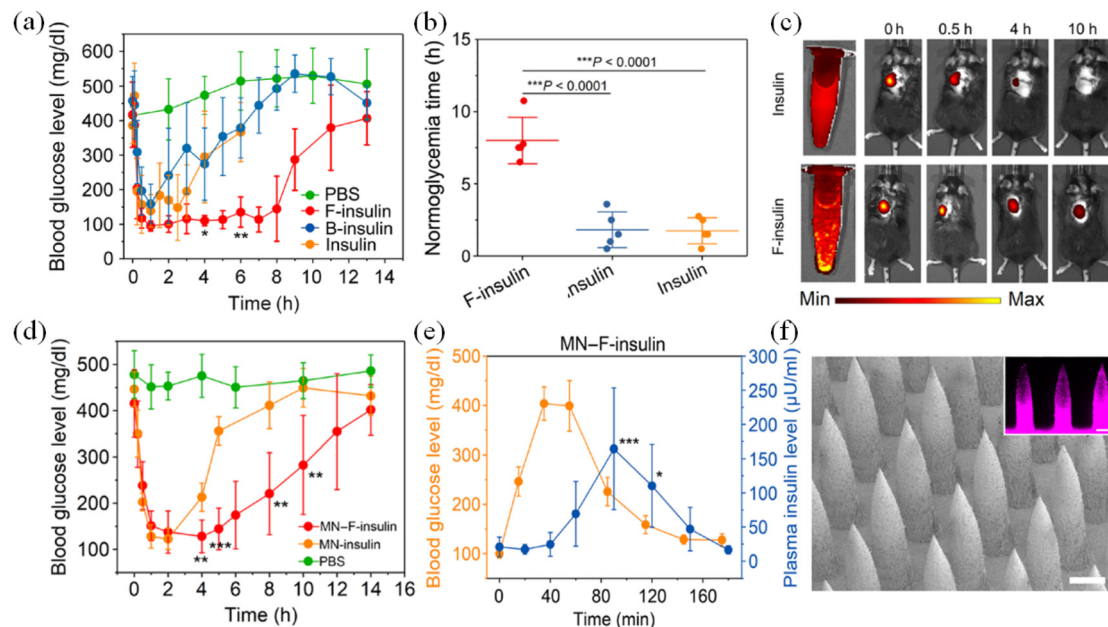 (a)
Blood glucose level (mg/dl)
600
500
400
300
200
100
0
PBS
F-insulin
B-insulin
Insulin
*
**
0 2 4 6 8 10 12 14
Time (h)
(b)
Normoglycemia time (h)
15
10
5
0
***P < 0.0001
***P < 0.0001
F-insulin
nsulin
Insulin
(c)
0 h 0.5 h 4 h 10 h
Insulin
F-insulin
Min Max
(d)
Blood glucose level (mg/dl)
500
400
300
200
100
**
***
**
**
MN–F-insulin
MN-insulin
PBS
0 2 4 6 8 10 12 14 16
Time (h)
(e)
MN–F-insulin
Blood glucose level (mg/dl)
500
400
300
200
100
***
*
Plasma insulin level (µU/ml)
300
250
200
150
100
50
0
0 40 80 120 160
Time (min)
(f)